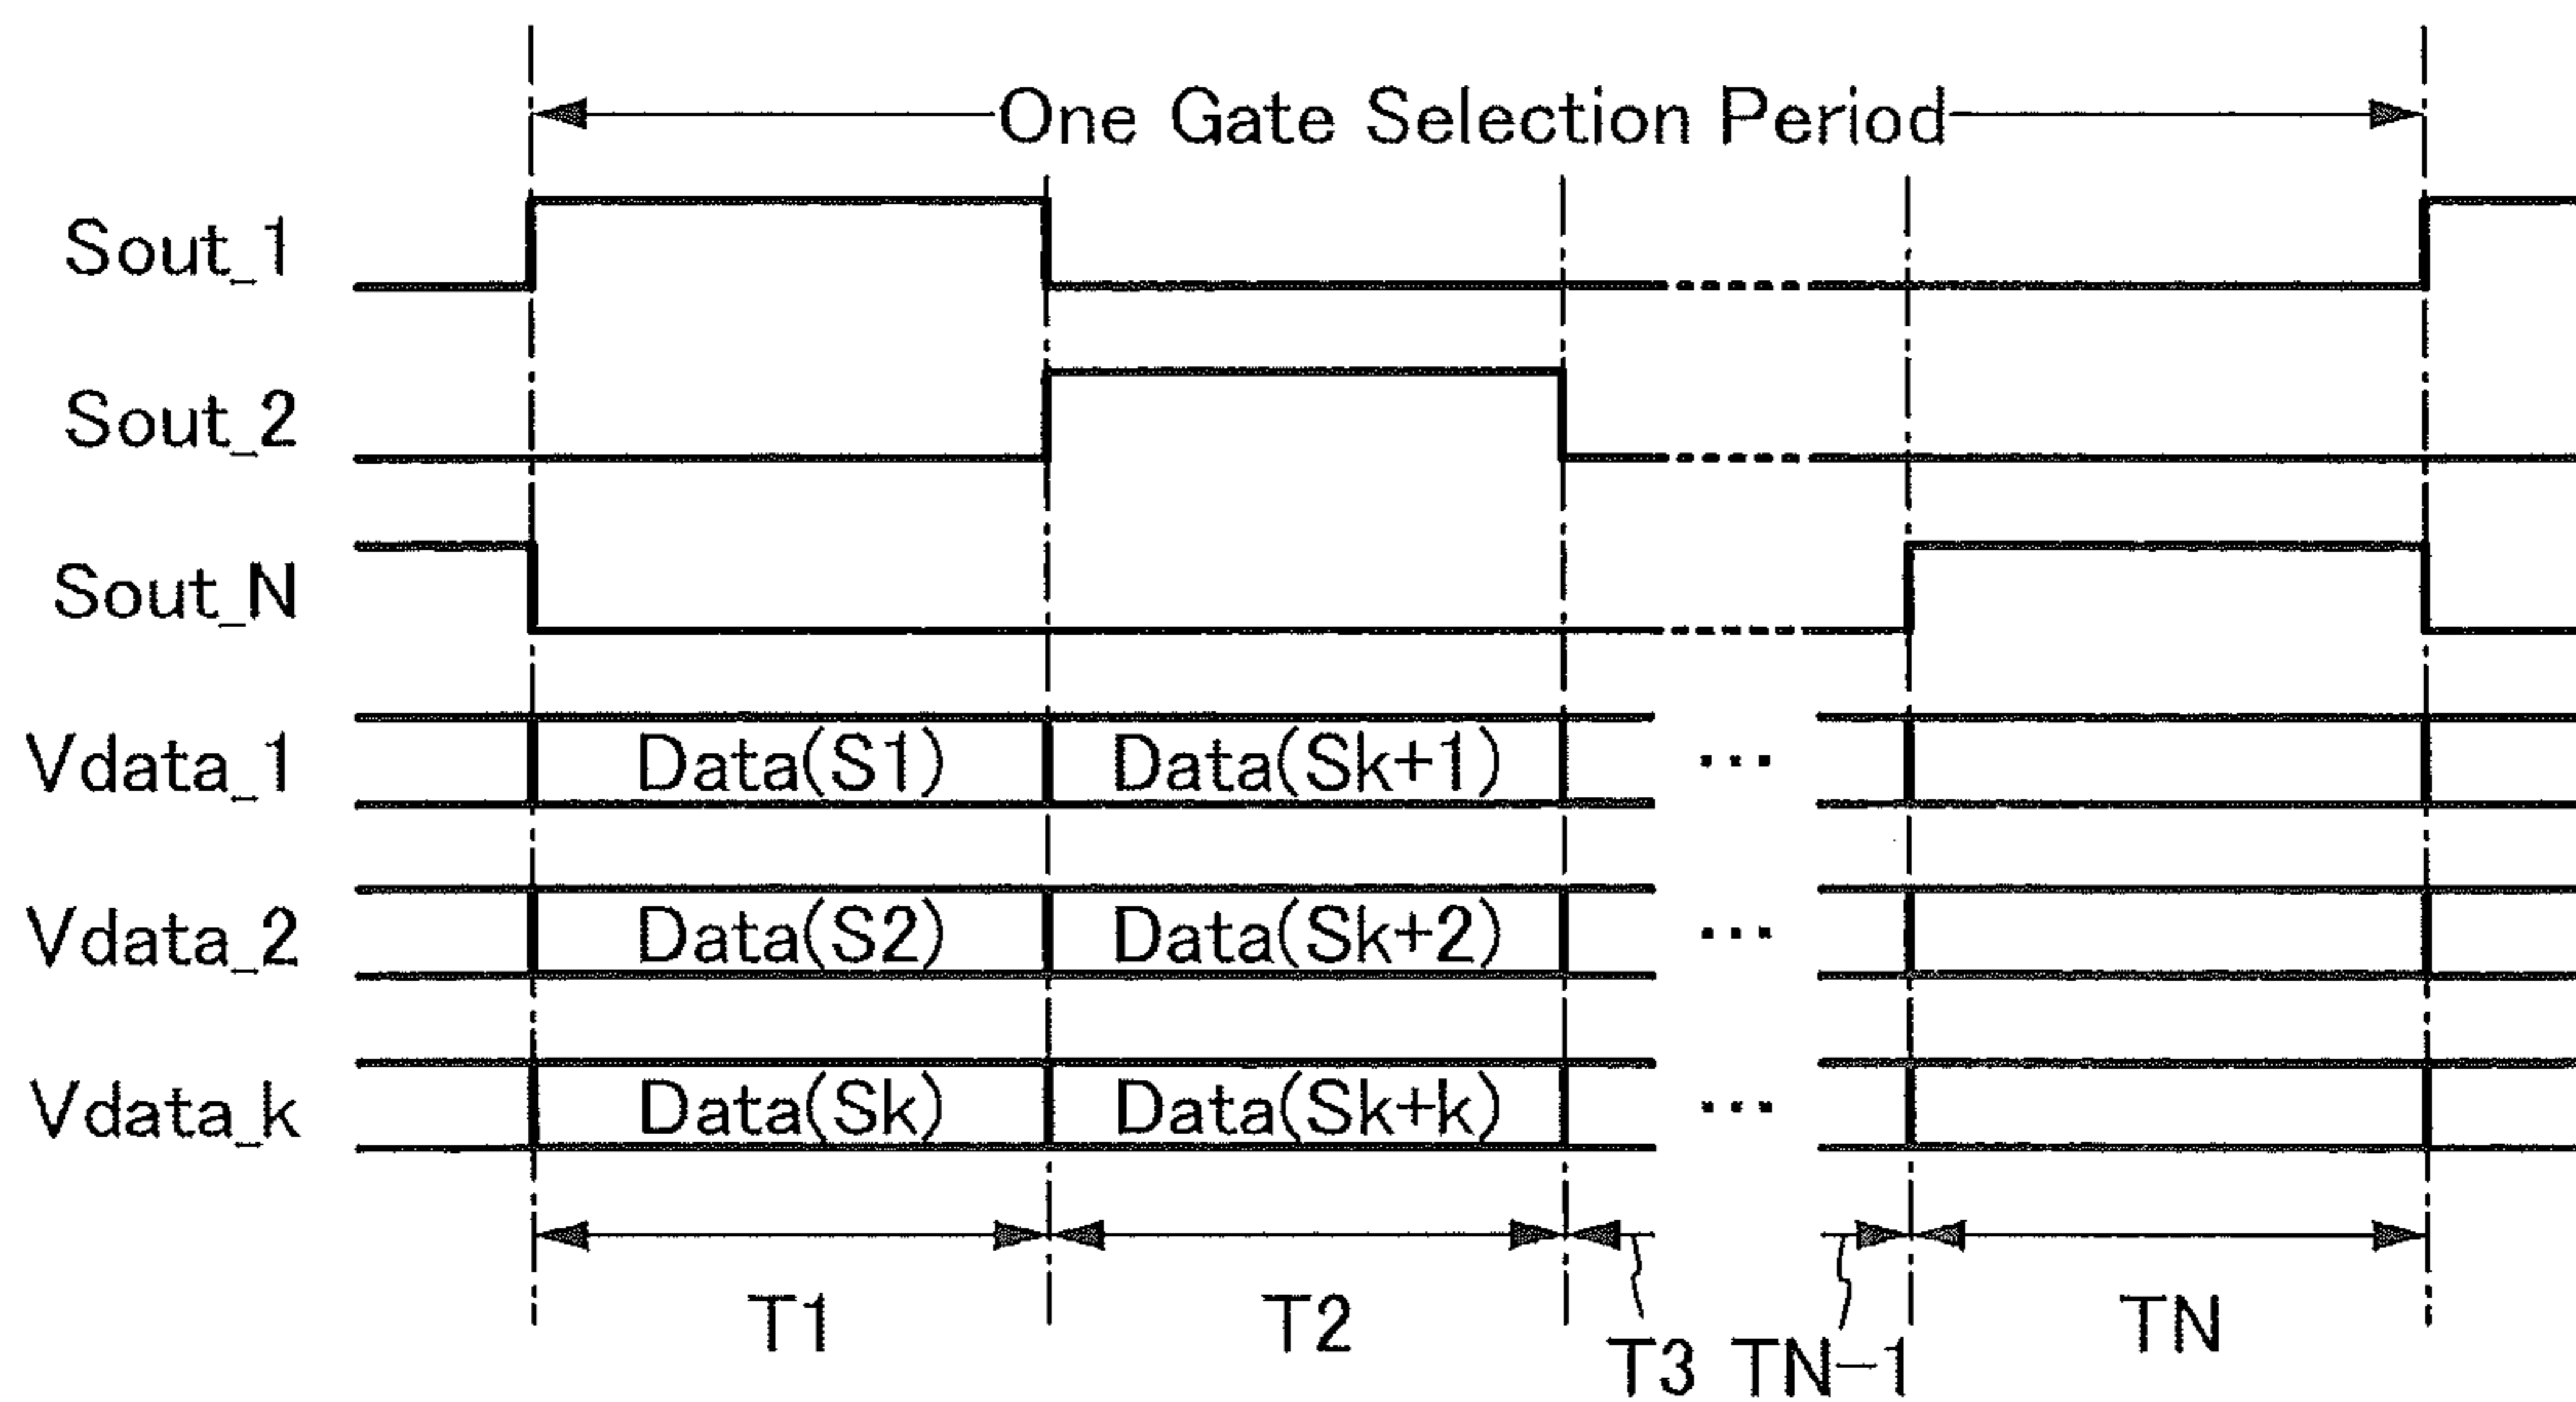 One Gate Selection Period
Sout_1
Sout_2
Sout_N
Vdata_1 Data(S1) Data(Sk+1) ...
Vdata_2 Data(S2) Data(Sk+2) ...
Vdata_k Data(Sk) Data(Sk+k) ...
T1 T2 TN
T3 TN-1